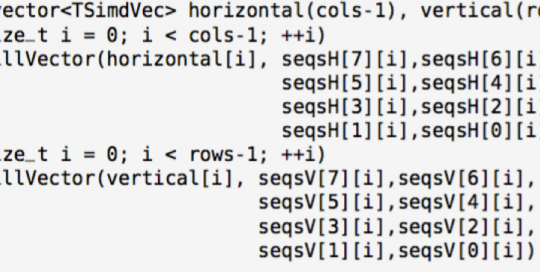 vector<TSimdVec> horizontal(cols-1), vertical(ro
ze_t i = 0; i < cols-1; ++i)
llVector(horizontal[i], seqsH[7][i],seqsH[6][i]
seqsH[5][i],seqsH[4][i]
seqsH[3][i],seqsH[2][i]
seqsH[1][i],seqsH[0][i]
ze_t i = 0; i < rows-1; ++i)
llVector(vertical[i], seqsV[7][i],seqsV[6][i],
seqsV[5][i],seqsV[4][i],
seqsV[3][i],seqsV[2][i],
seqsV[1][i],seqsV[0][i])